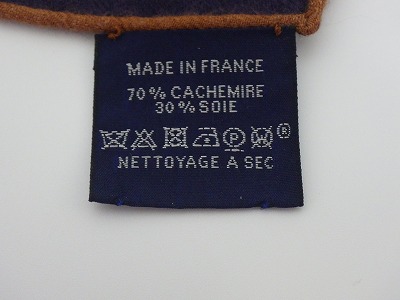 MADE IN FRANCE
70% CACHEMIRE
30% SOIE
P ®
NETTOYAGE A SEC